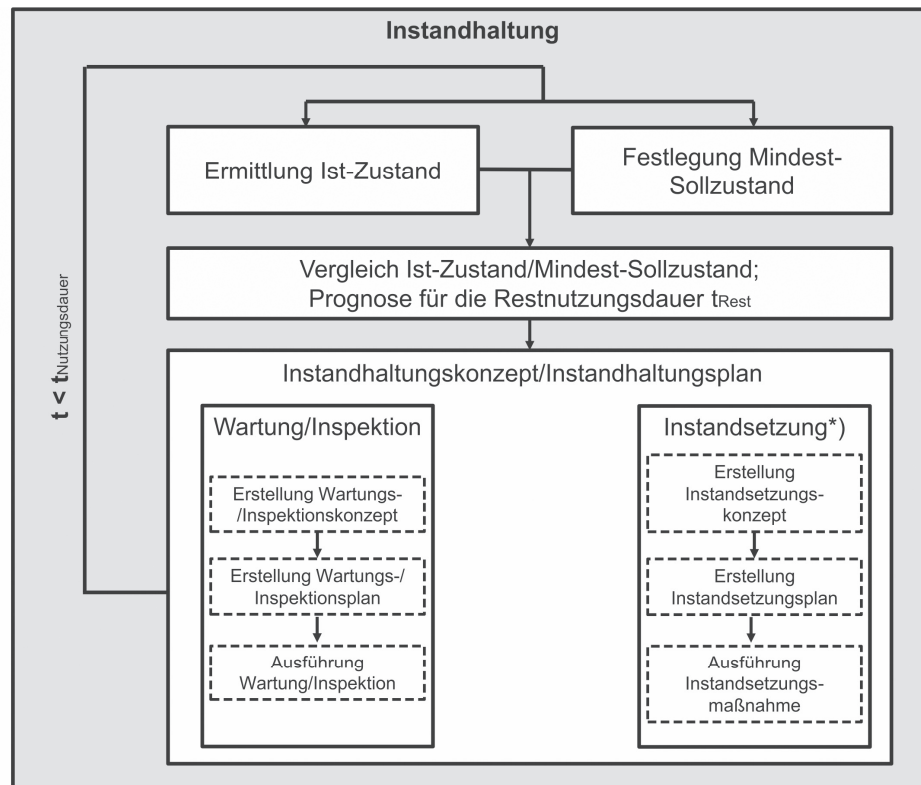 Instandhaltung
Ermittlung Ist-Zustand
Festlegung Mindest-
Sollzustand
Vergleich Ist-Zustand/Mindest-Sollzustand;
Prognose für die Restnutzungsdauer tRest
t < tNutzungsdauer
Instandhaltungskonzept/Instandhaltungsplan
Wartung/Inspektion
Erstellung Wartungs-
/Inspektionskonzept
Erstellung Wartungs-/
Inspektionsplan
Ausführung
Wartung/Inspektion
Instandsetzung*)
Erstellung
Instandsetzungs-
konzept
Erstellung
Instandsetzungsplan
Ausführung
Instandsetzungs-
maßnahme